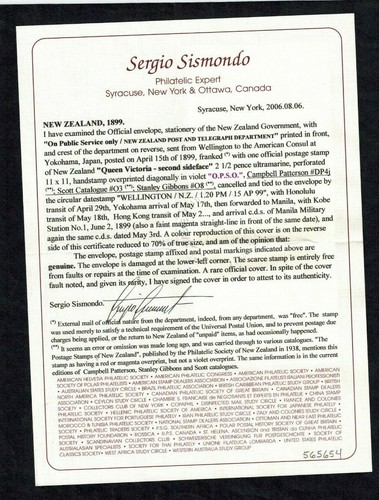 Sergio Sismondo
Philatelic Expert
Syracuse, New York & Ottawa, Canada
Syracuse, New York, 2006.08.06.
NEW ZEALAND, 1899.
I have examined the Official envelope, stationery of the New Zealand Government, with
"On Public Service only / NEW ZEALAND POST AND TELEGRAPH DEPARTMENT" printed in front,
and crest of the department on reverse, sent from Wellington to the American Consul at
Yokohama, Japan, posted on April 15th of 1899, franked (*) with one official postage stamp
of New Zealand "Queen Victoria - second sideface" 2 1/2 pence ultramarine, perforated
11 x 11, handstamp overprinted diagonally in violet "O.P.S.O.", Campbell Patterson #DP4j
(**); Scott Catalogue #O3 (**); Stanley Gibbons #O8 (**), cancelled and tied to the envelop by
the circular datestamp "WELLINGTON / N.Z. / 1.20 PM / 15 AP 99", with Honolulu
transit of April 29th, Yokohama arrival of May 17th, then forwarded to Manila, with Kobe
transit of May 18th, Hong Kong transit of May 2..., and arrival c.d.s. of Manila Military
Station No.1, June 2, 1899 (also a faint magenta straight-line in front of the same date), and
again the same c.d.s. dated May 3rd. A colour reproduction of this cover is on the reverse
side of this certificate reduced to 70% of true size, and am of the opinion that:
The envelope, postage stamp affixed and postal markings indicated above are
genuine. The envelope is damaged at the lower-left corner. The scarce stamp is entirely free
from faults or repairs at the time of examination. A rare official cover. In spite of the cover
fault noted, and given its rarity, I have signed the cover in order to attest to its authenticity.
Sergio Sismondo.
(*) External mail of official nature from the department, indeed, from any department, was "free". The stamp
was used merely to satisfy a technical requirement of the Universal Postal Union, and to prevent postage due
charges being applied, or the return to New Zealand of "unpaid" items, as had occasionally happened.
(**) It seems an error or omission was made long ago, and was carried through to various catalogues. "The
Postage Stamps of New Zealand", published by the Philatelic Society of New Zealand in 1938, mentions this
stamp as having a red or magenta overprint, but not a violet overprint. The same information is in the current
editions of Campbell Paterson, Stanley Gibbons and Scott catalogues.
565654